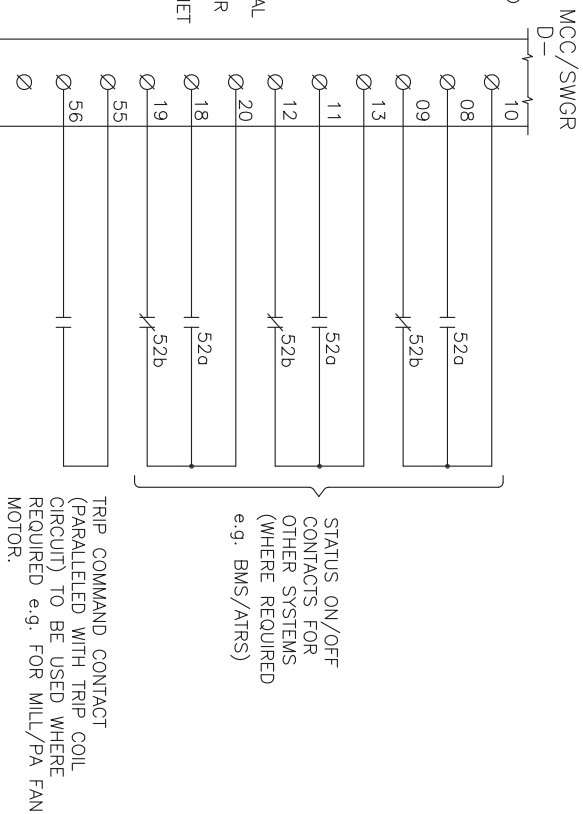 MCC/SWGR
D-
)
AL
R
10
08
09
13
11
12
20
18
19
55
56
52a
52b
52a
52b
52a
52b
STATUS ON/OFF
CONTACTS FOR
OTHER SYSTEMS
(WHERE REQUIRED
e.g. BMS/ATRS)
TRIP COMMAND CONTACT
(PARALLELED WITH TRIP COIL
CIRCUIT) TO BE USED WHERE
REQUIRED e.g. FOR MILL/PA FAN
MOTOR.